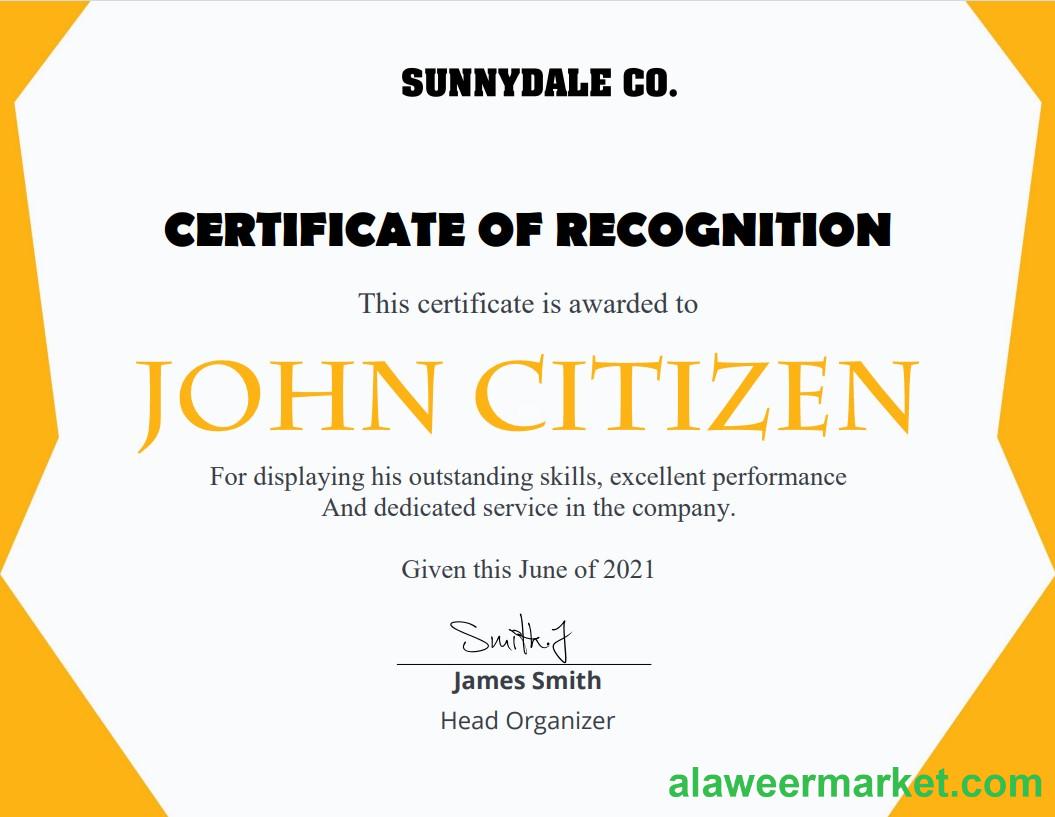 SUNNYDALE CO.
CERTIFICATE OF RECOGNITION
This certificate is awarded to
JOHN CITIZEN
For displaying his outstanding skills, excellent performance
And dedicated service in the company.
Given this June of 2021
Smith.J
James Smith
Head Organizer
alaweermarket.com